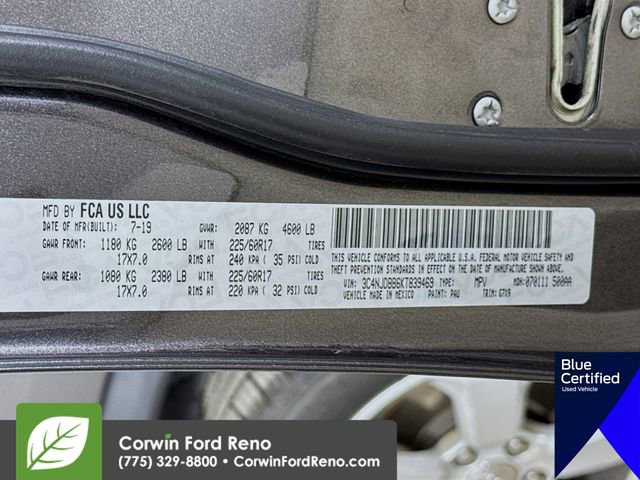 MFD BY FCA US LLC
DATE OF MFR(BUILT): 7-19 GVWR: 2087 KG 4600 LB
GAWR FRONT: 1180 KG 2600 LB WITH 225/60R17 TIRES
17X7.0 RIMS AT 240 KPA ( 35 PSI) COLD
GAWR REAR: 1080 KG 2380 LB WITH 225/60R17 TIRES
17X7.0 RIMS AT 220 KPA ( 32 PSI) COLD
THIS VEHICLE CONFORMS TO ALL APPLICABLE U.S.A. FEDERAL MOTOR VEHICLE SAFETY AND
THEFT PREVENTION STANDARDS IN EFFECT ON THE DATE OF MANUFACTURE SHOWN ABOVE.
VIN: 3C4NJDBB6KT839469 TYPE: MPV MDH: 070111 500AA
VEHICLE MADE IN MEXICO PAINT: PAU TRIM: G7X9
Blue
Certified
Used Vehicle
Corwin Ford Reno
(775) 329-8800 • CorwinFordReno.com